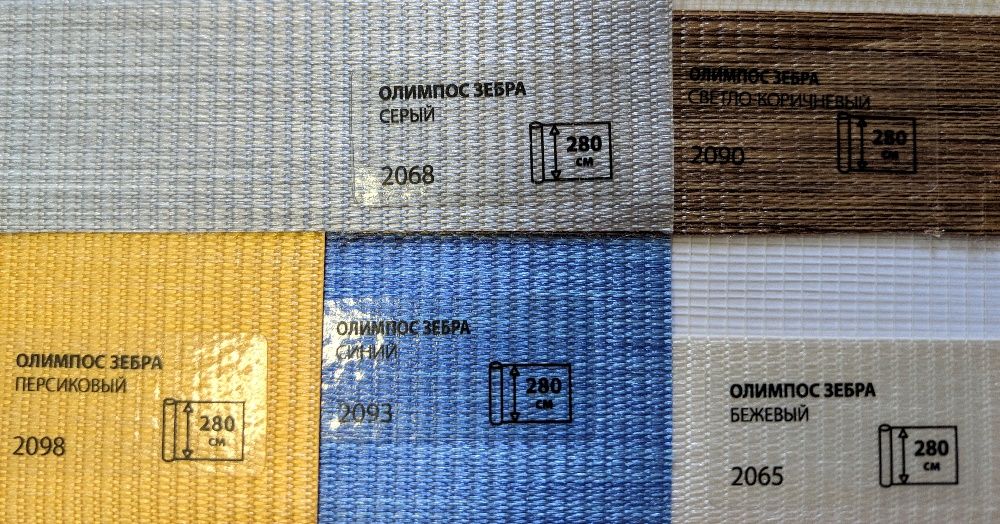 ОЛИМПОС ЗЕБРА
СЕРЫЙ
2068
280
СМ
ОЛИМПОС ЗЕБРА
СВЕТЛО-КОРИЧНЕВЫЙ
2090
280
СМ
ОЛИМПОС ЗЕБРА
ПЕРСИКОВЫЙ
2098
280
СМ
ОЛИМПОС ЗЕБРА
СИНИЙ
2093
280
СМ
ОЛИМПОС ЗЕБРА
БЕЖЕВЫЙ
2065
280
СМ